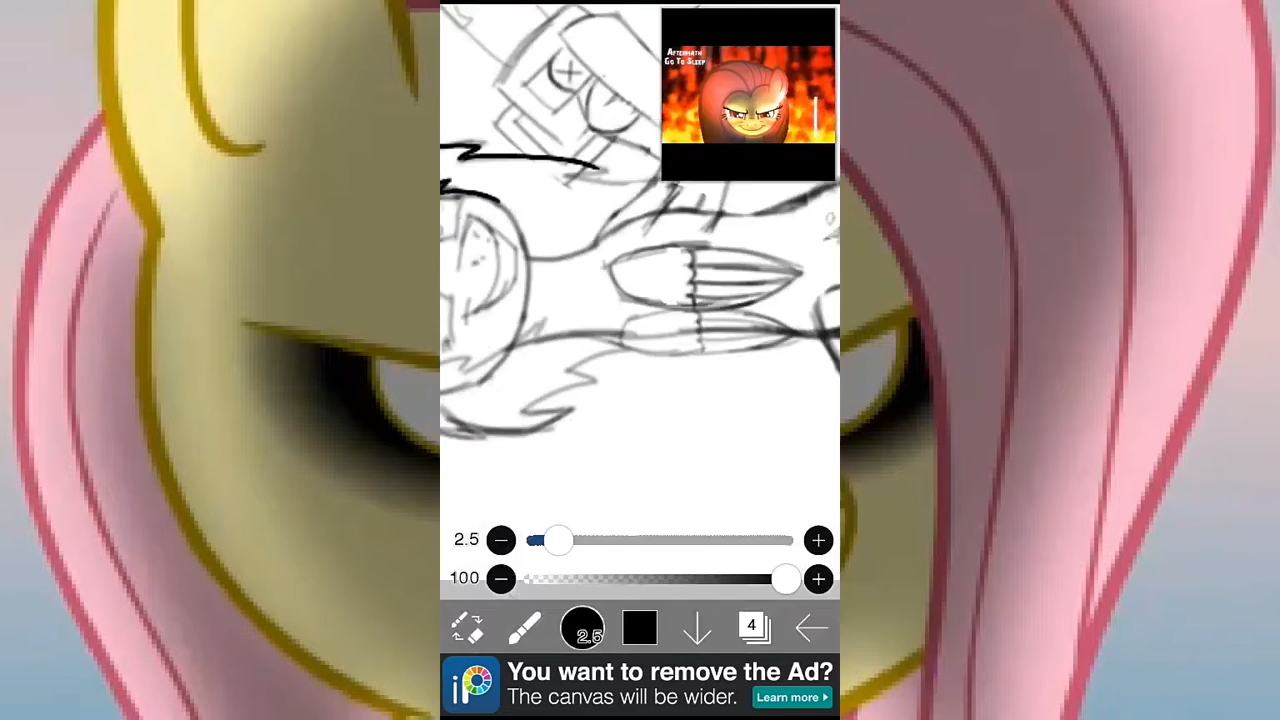 AFTERMATH
GO TO SLEEP
2.5
100
2.5
4
iP
You want to remove the Ad?
The canvas will be wider.
Learn more